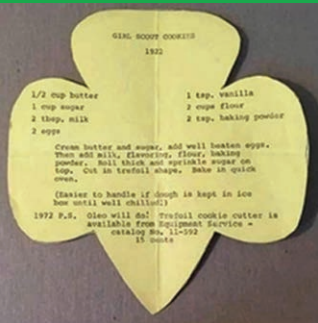 GIRL SCOUT COOKIES
1922
1/2 cup butter
1 cup sugar
2 tbsp. milk
2 eggs
1 tsp. vanilla
2 cups flour
2 tsp. baking powder
Cream butter and sugar, add well beaten eggs.
Then add milk, flavoring, flour, baking
powder. Roll thick and sprinkle sugar on
top. Cut in trefoil shape. Bake in quick
oven.
(Easier to handle if dough is kept in ice
box until well chilled!)
1972 P.S. Oleo will do! Trefoil cookie cutter is
available from Equipment Service -
catalog No. 11-592
15 cents